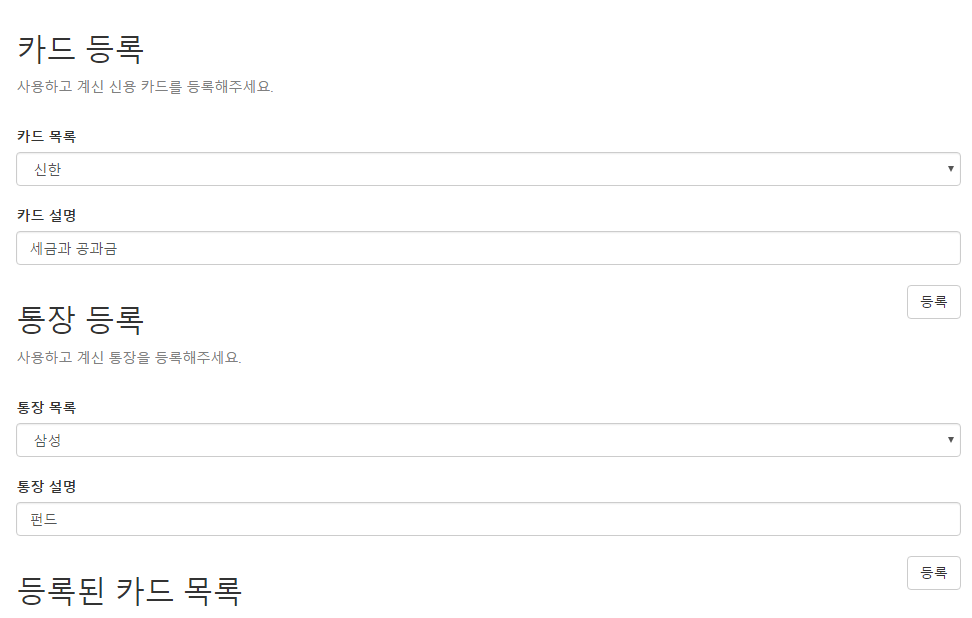 카드 등록
사용하고 계신 신용 카드를 등록해주세요.
카드 목록
신한
카드 설명
세금과 공과금
등록
통장 등록
사용하고 계신 통장을 등록해주세요.
통장 목록
삼성
통장 설명
펀드
등록
등록된 카드 목록